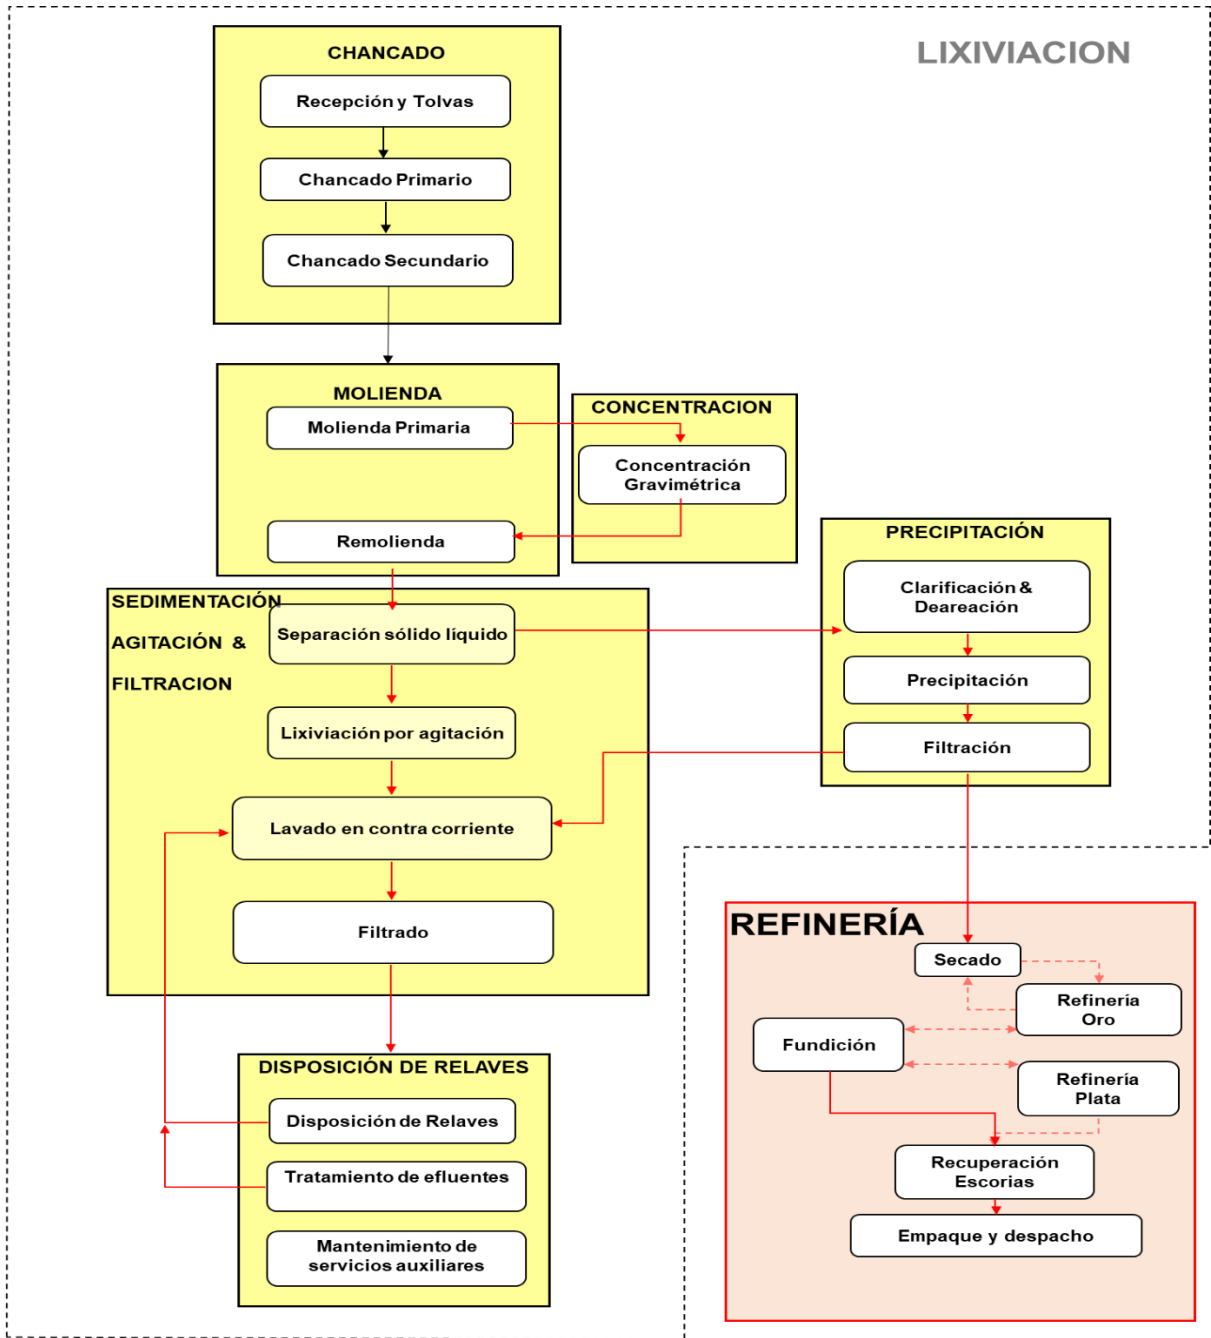 LIXIVIACION
CHANCADO
Recepción y Tolvas
Chancado Primario
Chancado Secundario
MOLIENDA
Molienda Primaria
Remolienda
CONCENTRACION
Concentración
Gravimétrica
PRECIPITACIÓN
Clarificación &
Deareación
Precipitación
Filtración
SEDIMENTACIÓN
AGITACIÓN &
FILTRACION
Separación sólido líquido
Lixiviación por agitación
Lavado en contra corriente
Filtrado
DISPOSICIÓN DE RELAVES
Disposición de Relaves
Tratamiento de efluentes
Mantenimiento de
servicios auxiliares
REFINERÍA
Secado
Refinería
Oro
Fundición
Refinería
Plata
Recuperación
Escorias
Empaque y despacho